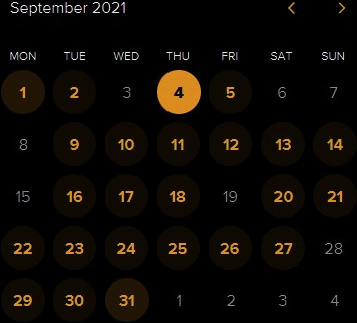 September 2021 < >
MON TUE WED THU FRI SAT SUN
1 2 3 4 5 6 7
8 9 10 11 12 13 14
15 16 17 18 19 20 21
22 23 24 25 26 27 28
29 30 31 1 2 3 4